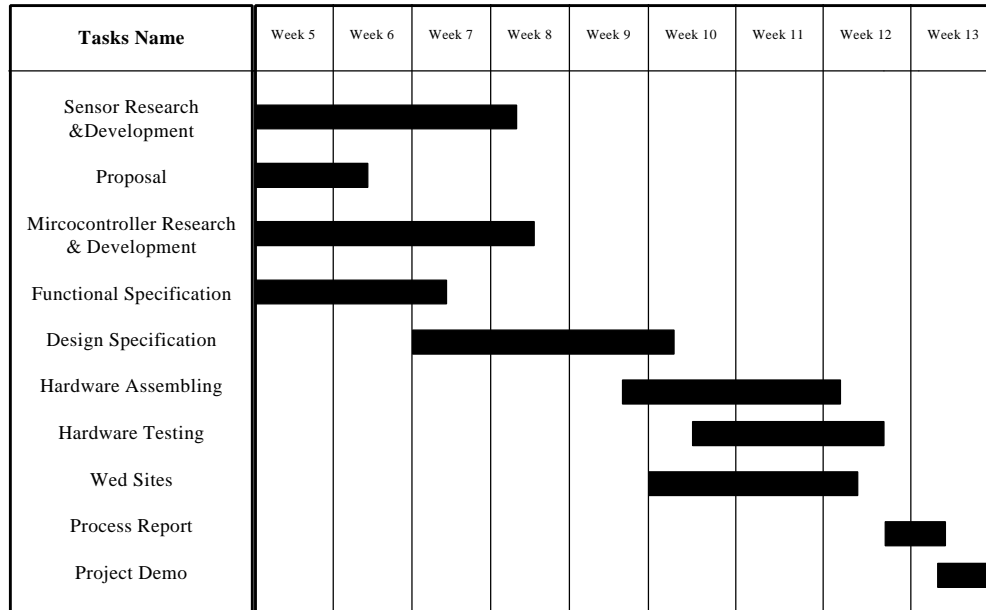 Tasks Name
Week 5
Week 6
Week 7
Week 8
Week 9
Week 10
Week 11
Week 12
Week 13
Sensor Research
&Development
Proposal
Mircocontroller Research
& Development
Functional Specification
Design Specification
Hardware Assembling
Hardware Testing
Wed Sites
Process Report
Project Demo